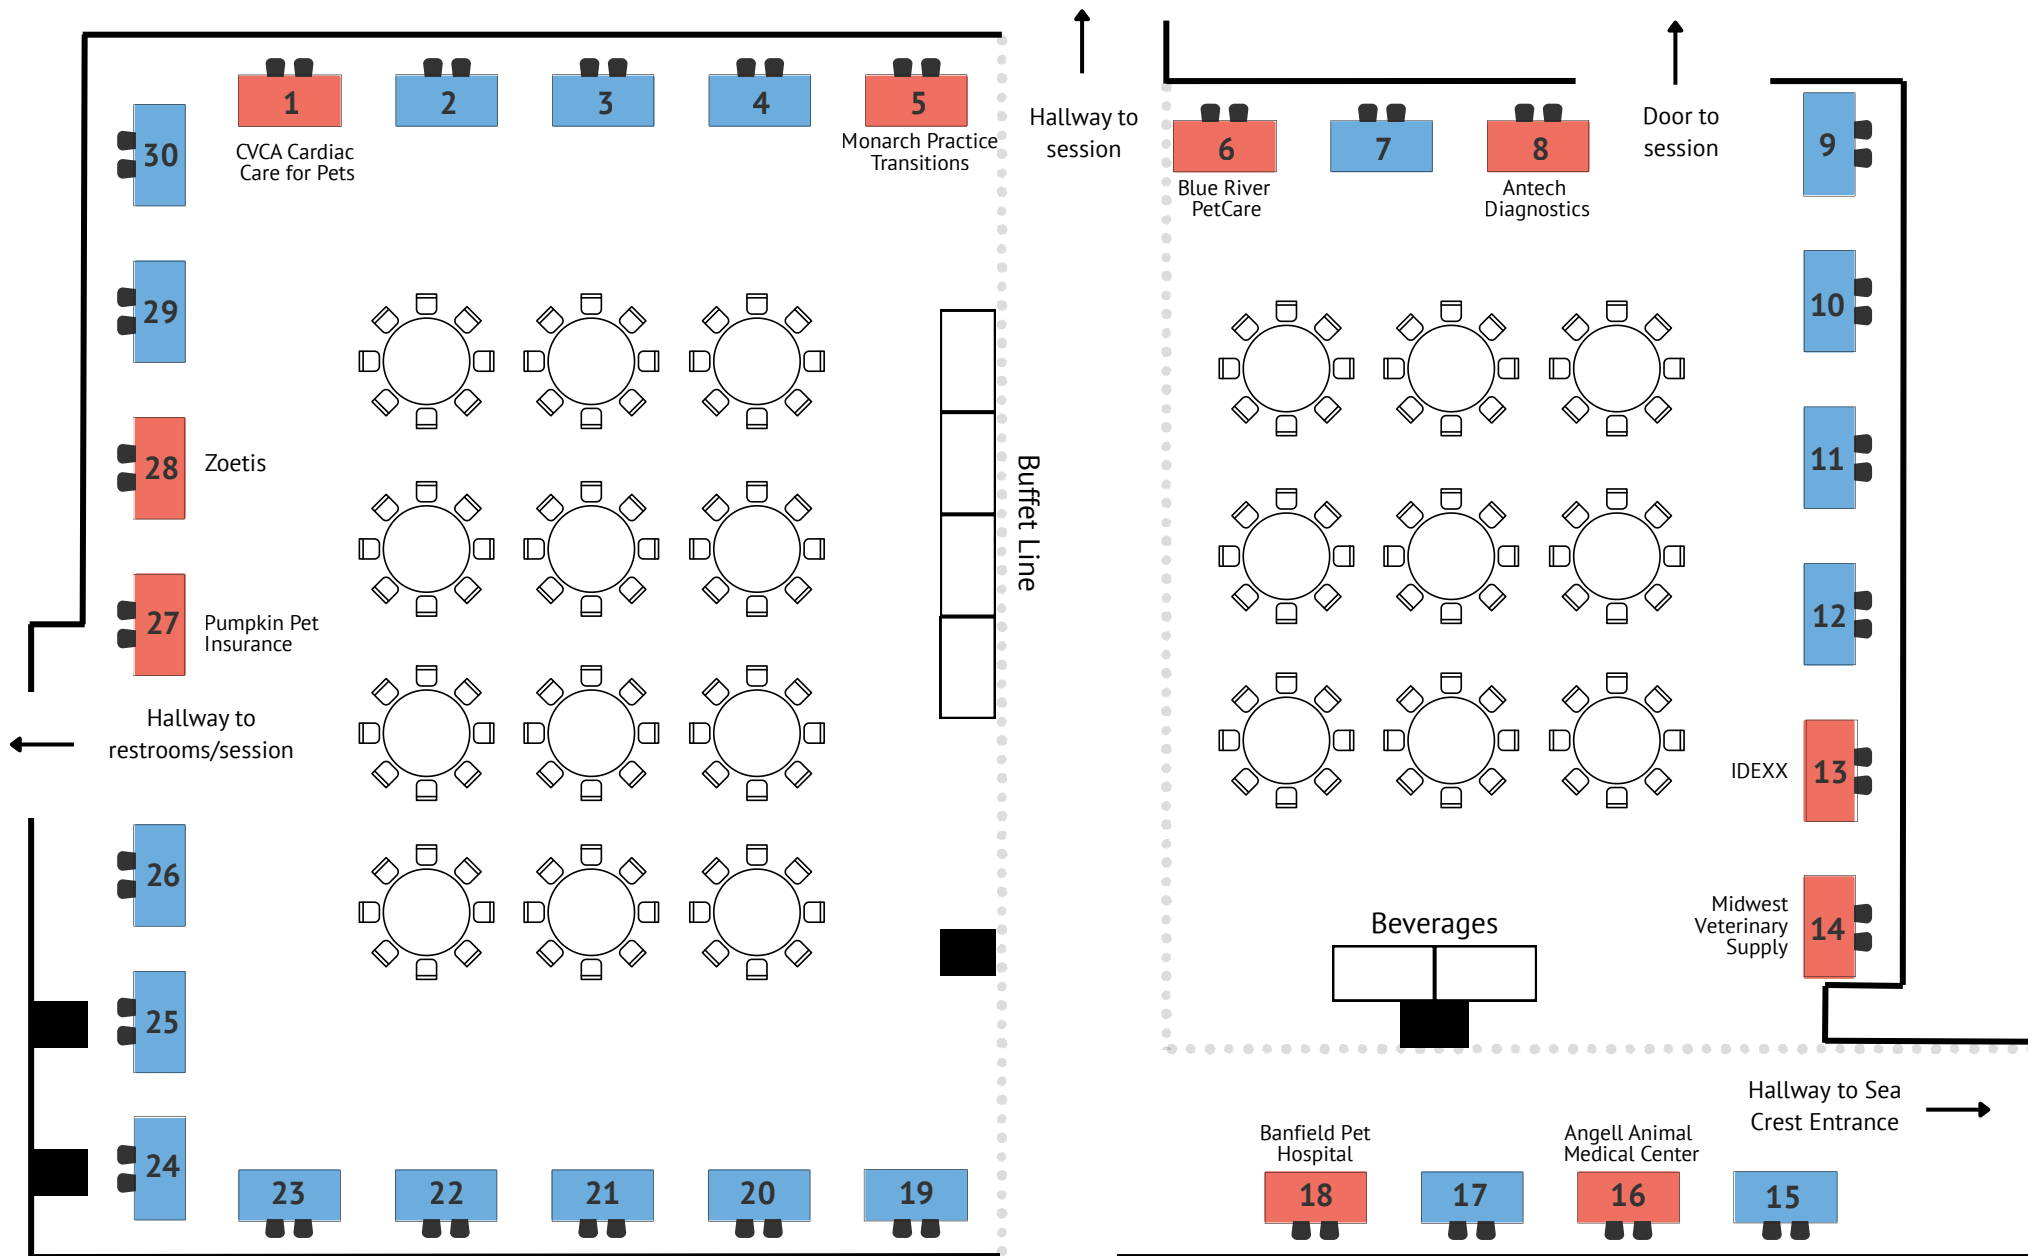 1
2
3
4
5
CVCA Cardiac
Care for Pets
Monarch Practice
Transitions
Hallway to
session
6
7
8
Blue River
PetCare
Antech
Diagnostics
Door to
session
9
10
11
12
13
IDEXX
14
Midwest
Veterinary
Supply
30
29
28
Zoetis
27
Pumpkin Pet
Insurance
Hallway to
restrooms/session
26
25
24
Buffet Line
Beverages
Hallway to Sea
Crest Entrance
23
22
21
20
19
Banfield Pet
Hospital
18
17
Angell Animal
Medical Center
16
15